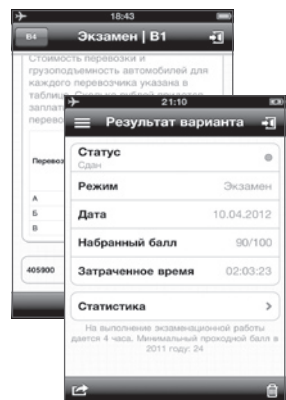 18:43
B4
Экзамен | B1
Стоимость перевозки и
грузоподъемность автомобилей для
каждого перевозчика указана в
таблице.
заплат
перево
Перевоз
А
Б
В
405900
21:10
Результат варианта
Статус
Сдан
Режим
Экзамен
Дата
10.04.2012
Набранный балл
90/100
Затраченное время
02:03:23
Статистика
На выполнение экзаменационной работы
дается 4 часа. Минимальный проходной балл в
2011 году: 24